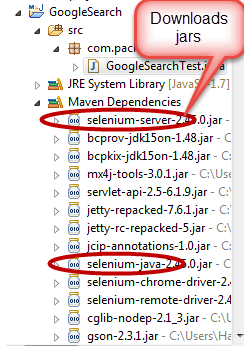 GoogleSearch
Downloads
jars
src
com.pac
GoogleSearchTest.
JRE System Library [JavaS -1.7]
Maven Dependencies
selenium-server-2.45.0.jar - C
bcprov-jdk15on-1.48.jar - C:\
bcpkix-jdk15on-1.48.jar - C:\
mx4j-tools-3.0.1.jar - C:\Use
servlet-api-2.5-6.1.9.jar - C:\
jetty-repacked-7.6.1.jar - C:\
jetty-rc-repacked-5.jar - C:\
jcip-annotations-1.0.jar - C:\
selenium-java-2.45.0.jar - C:\
selenium-chrome-driver-2.4
selenium-remote-driver-2.4
cglib-nodep-2.1_3.jar - C:\U
gson-2.3.1.jar - C:\Users\Ha